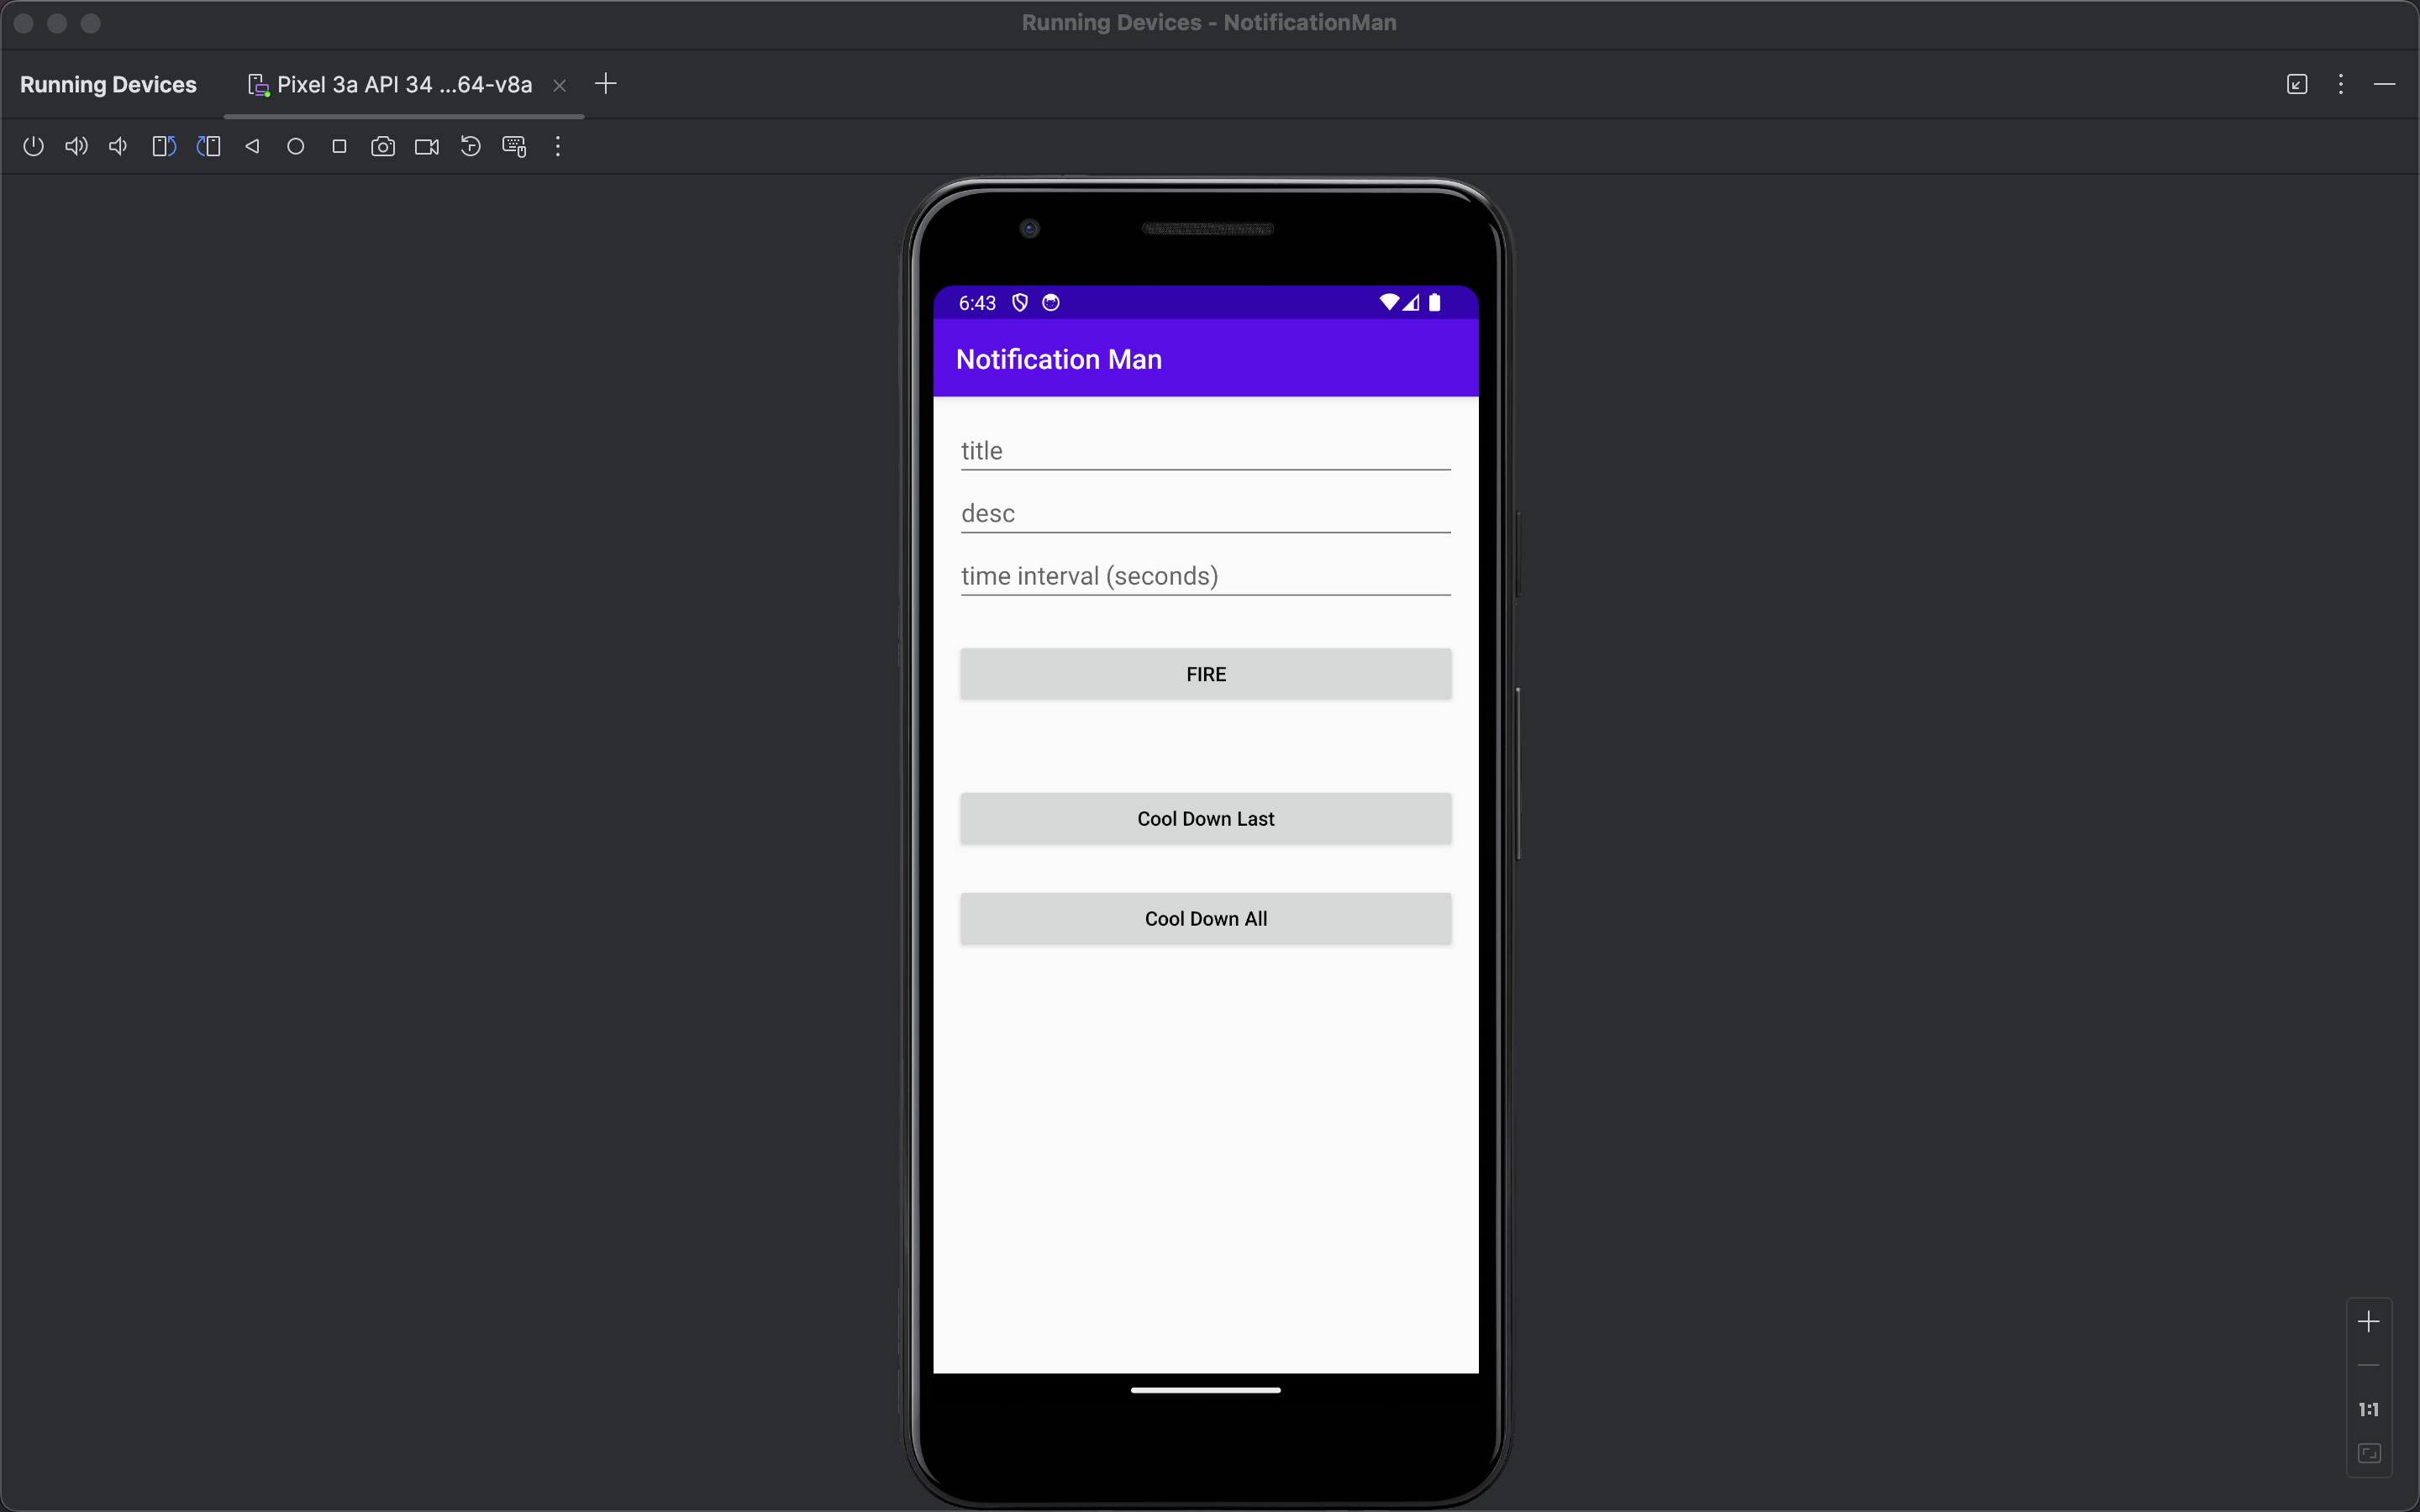 Running Devices - NotificationMan
Running Devices
Pixel 3a API 34 ...64-v8a
6:43
Notification Man
title
desc
time interval (seconds)
FIRE
Cool Down Last
Cool Down All
1:1